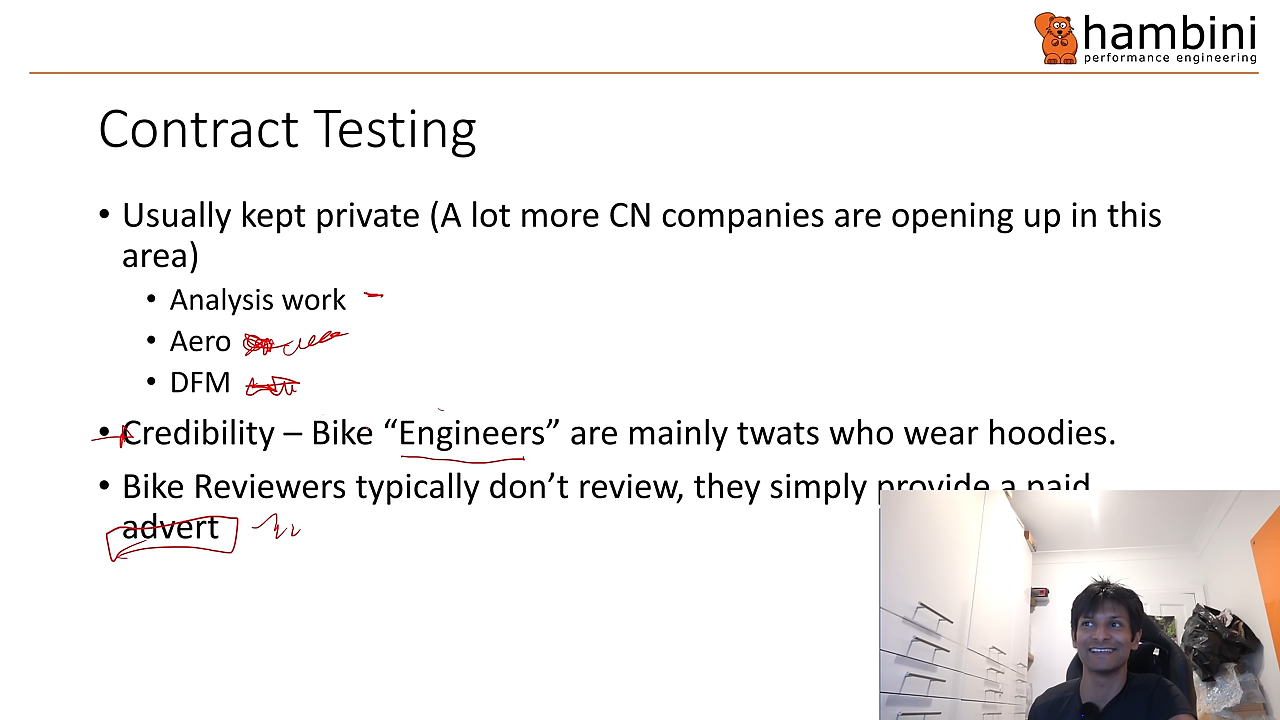 hambini
performance engineering
Contract Testing
• Usually kept private (A lot more CN companies are opening up in this
area)
• Analysis work
• Aero
• DFM
• Credibility – Bike “Engineers” are mainly twats who wear hoodies.
• Bike Reviewers typically don’t review, they simply provide a paid
advert